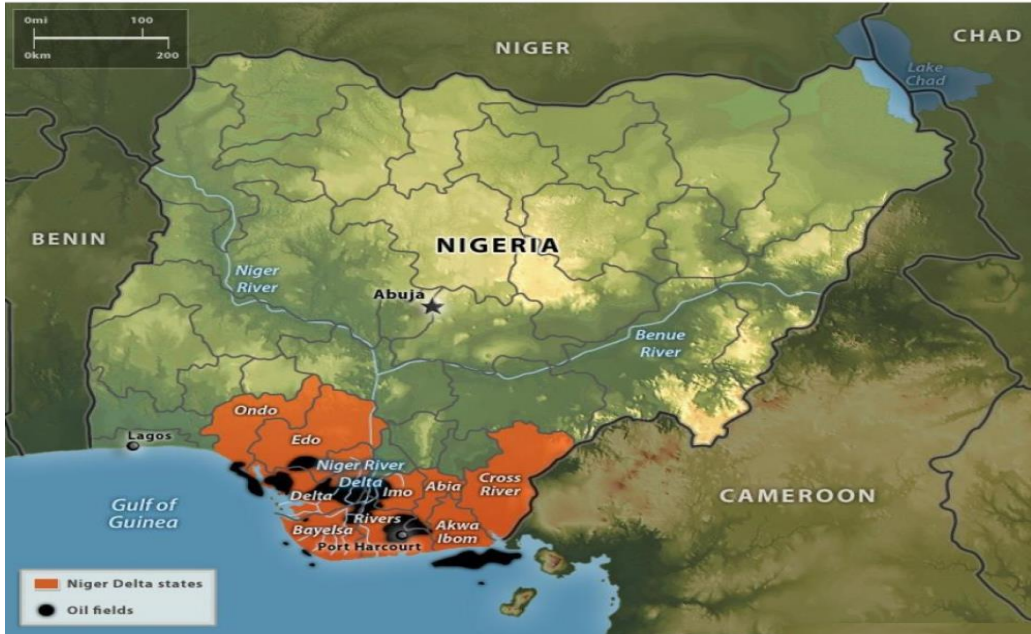 0mi 100
0km 200
NIGER
CHAD
Lake
Chad
BENIN
NIGERIA
Niger
River
Abuja
Benue
River
Ondo
Lagos
Edo
Niger River
Delta
Delta
Imo
Abia
Cross
River
Gulf of
Guinea
CAMEROON
Rivers
Bayelsa
Akwa
Ibom
Port Harcourt
Niger Delta states
Oil fields